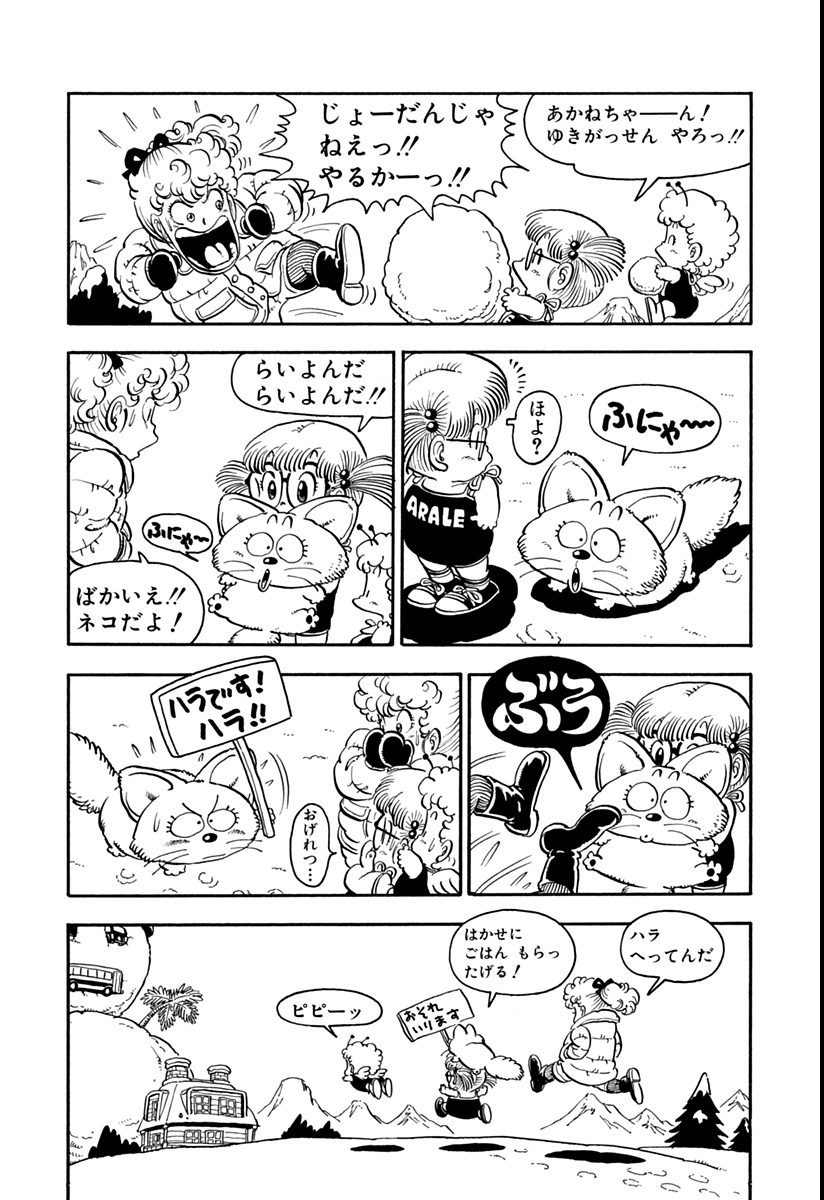 あかねちゃーーん!
ゆきがっせん やろっ!!
じょーだんじゃ
ねえっ!!
やるかーっ!!
ふにゃ〜〜
ほよ?
ARALE
らいよんだ
らいよんだ!!
ふにゃ〜
ばかいえ!!
ネコだよ!
ぶう
ハラです!
ハラ!!
おげれつ…
ハラ
へってんだ
はかせに
ごはん もらっ
たげる!
おそれ
いります
ピピーッ